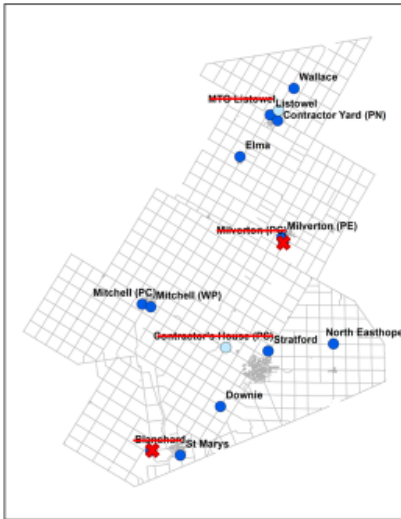 Wallace
MTO Listowel
Listowel
Contractor Yard (PN)
Elma
Milverton (PC)
Milverton (PE)
Mitchell (PC)
Mitchell (WP)
Contractor's House (PC)
Stratford
North Easthope
Downie
Blanshard
St Marys